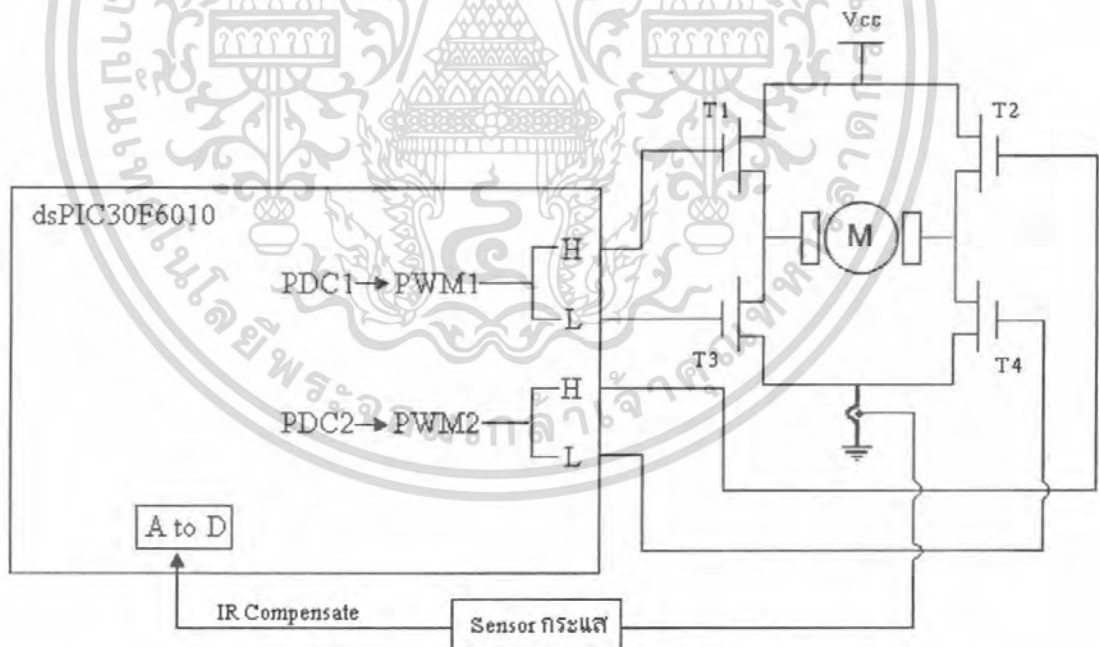 Vcc
T1
T2
dsPIC30F6010
H
PDC1→PWM1
M
L
T3
T4
H
PDC2→PWM2
L
A to D
IR Compensate
Sensor กระแส